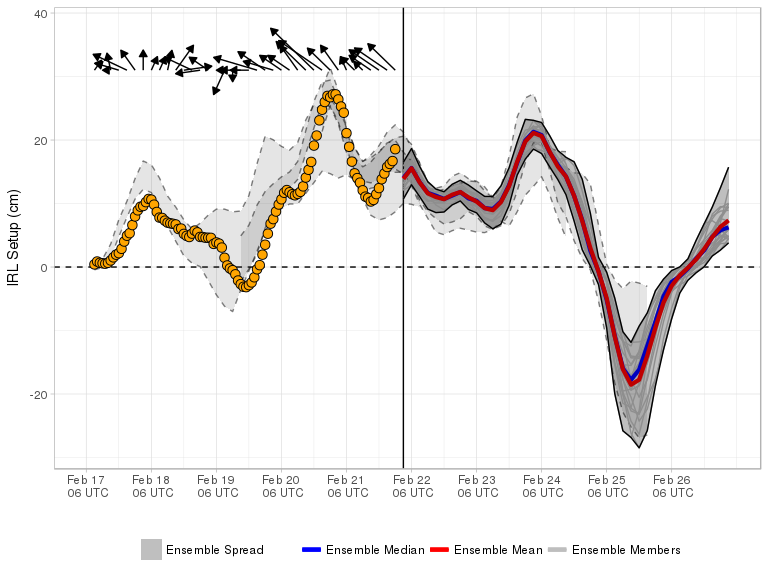 40
20
0
-20
IRL Setup (cm)
Feb 17 Feb 18 Feb 19 Feb 20 Feb 21 Feb 22 Feb 23 Feb 24 Feb 25 Feb 26
06 UTC 06 UTC 06 UTC 06 UTC 06 UTC 06 UTC 06 UTC 06 UTC 06 UTC 06 UTC
Ensemble Spread Ensemble Median Ensemble Mean Ensemble Members